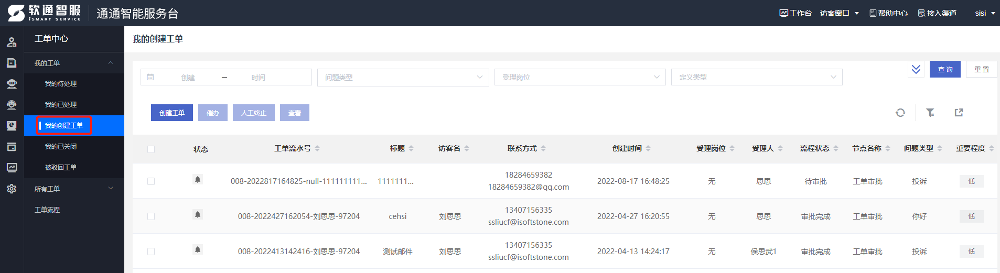 软通智服
iSMART SERVICE
通通智能服务台
工作台 访客窗口 帮助中心 接入渠道 sisi
工单中心
我的工单
我的待处理
我的已处理
我的创建工单
我的已关闭
被驳回工单
所有工单
工单流程
我的创建工单
创建 — 时间 问题类型 受理岗位 定义类型 查询 重置
创建工单 催办 人工终止 查看
状态 工单流水号 标题 访客名 联系方式 创建时间 受理岗位 受理人 流程状态 节点名称 问题类型 重要程度
008-2022817164825-null-111111111... 1111111... 18284659382 2022-08-17 16:48:25 无 思思 待审批 工单审批 投诉 低
18284659382@qq.com
008-2022427162054-刘思思-97204 cehsi 刘思思 13407156335 2022-04-27 16:20:55 无 思思 审批完成 工单审批 你好 低
ssliucf@isoftstone.com
008-2022413142416-刘思思-97204 测试邮件 刘思思 13407156335 2022-04-13 14:24:17 无 侯思武1 审批完成 工单审批 投诉 低
ssliucf@isoftstone.com